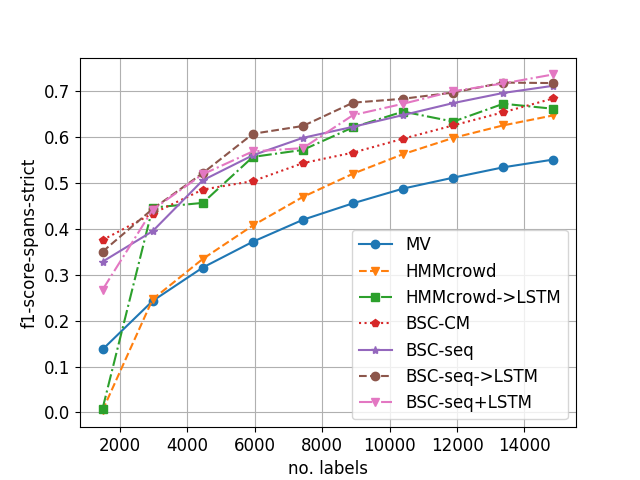 f1-score-spans-strict
0.7
0.6
0.5
0.4
0.3
0.2
0.1
0.0
MV
HMMcrowd
HMMcrowd->LSTM
BSC-CM
BSC-seq
BSC-seq->LSTM
BSC-seq+LSTM
2000 4000 6000 8000 10000 12000 14000
no. labels